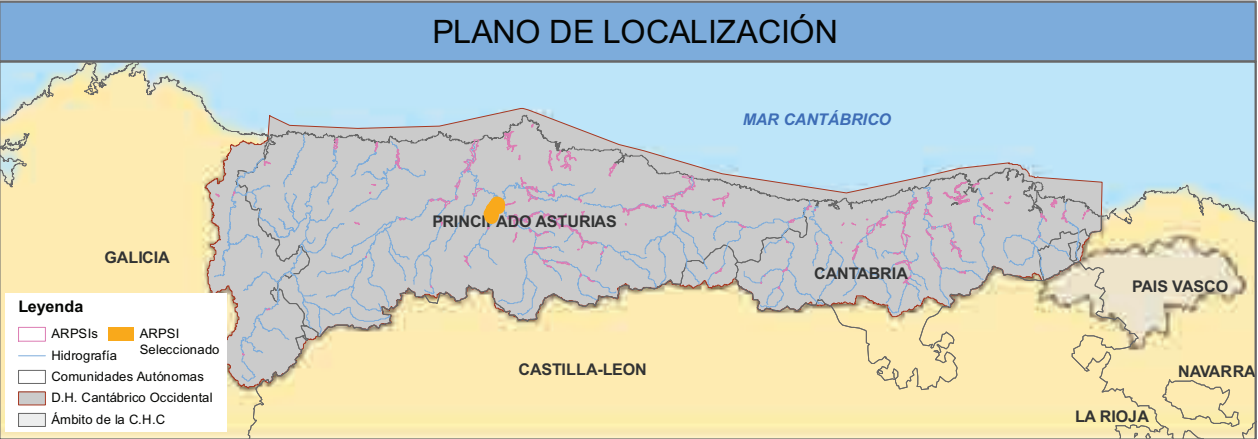 PLANO DE LOCALIZACIÓN
MAR CANTÁBRICO
PRINCIPADO ASTURIAS
GALICIA
CANTABRIA
PAIS VASCO
Leyenda
ARPSIs
ARPSI
Seleccionado
Hidrografía
Comunidades Autónomas
D.H. Cantábrico Occidental
Ámbito de la C.H.C
CASTILLA-LEON
NAVARRA
LA RIOJA